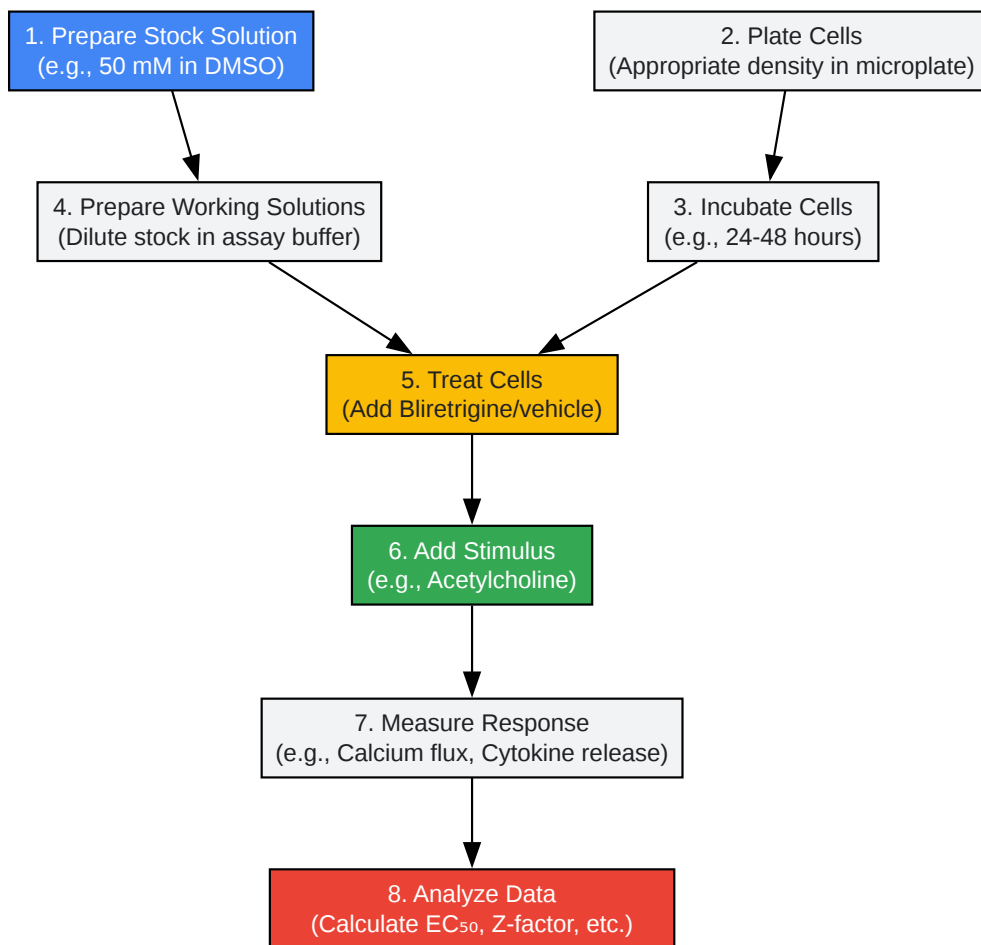 1. Prepare Stock Solution
(e.g., 50 mM in DMSO)
2. Plate Cells
(Appropriate density in microplate)
4. Prepare Working Solutions
(Dilute stock in assay buffer)
3. Incubate Cells
(e.g., 24-48 hours)
5. Treat Cells
(Add Bliretrigine/vehicle)
6. Add Stimulus
(e.g., Acetylcholine)
7. Measure Response
(e.g., Calcium flux, Cytokine release)
8. Analyze Data
(Calculate EC₅₀, Z-factor, etc.)